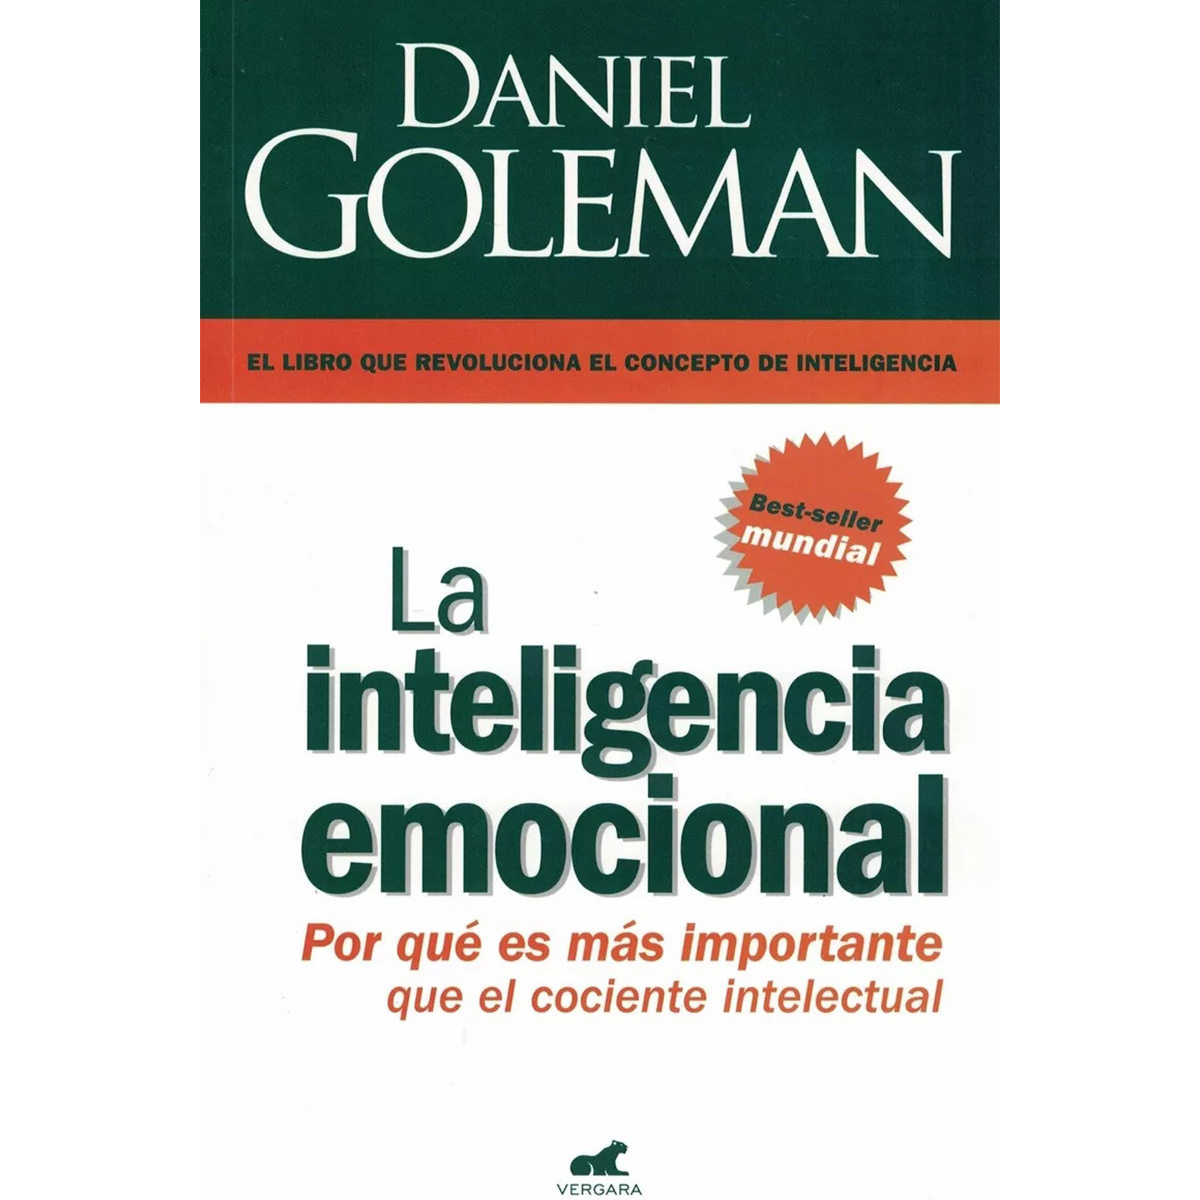 DANIEL
GOLEMAN
EL LIBRO QUE REVOLUCIONA EL CONCEPTO DE INTELIGENCIA
Best-seller
mundial
La
inteligencia
emocional
Por qué es más importante
que el cociente intelectual
VERGARA